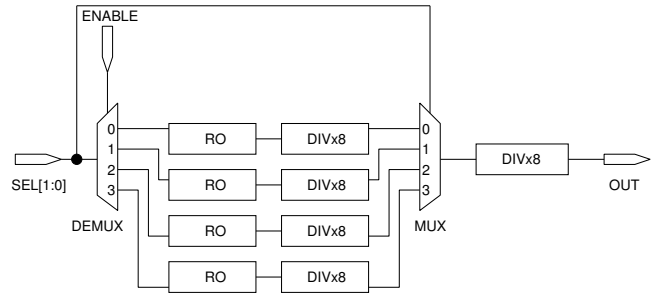 ENABLE
0 RO DIVx8 0
1 RO DIVx8 1
DIVx8
SEL[1:0]
2 RO DIVx8 2
OUT
3 RO DIVx8 3
DEMUX MUX